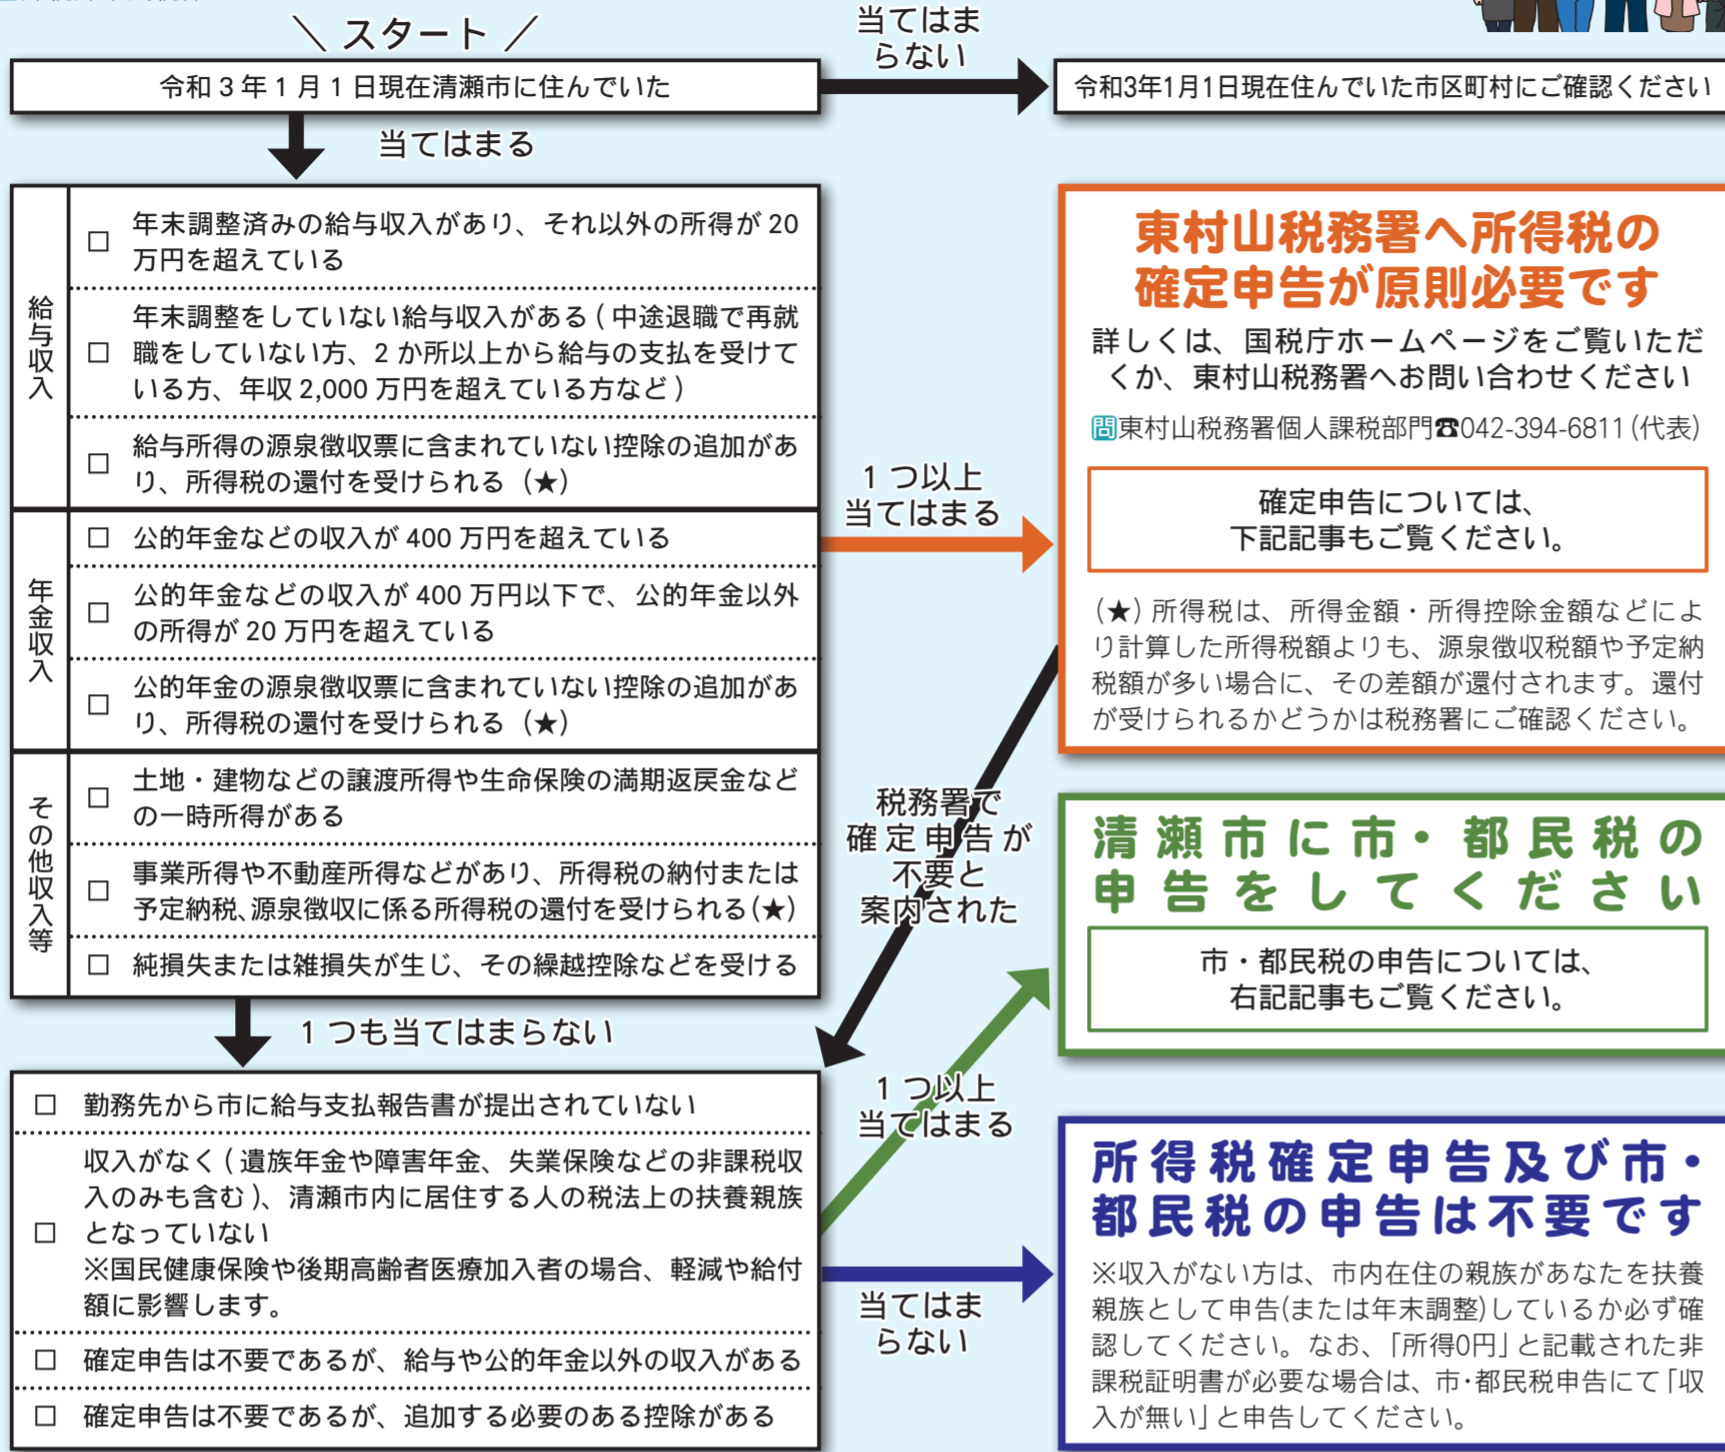 ＼ スタート ／
令和３年１月１日現在清瀬市に住んでいた
当てはま
らない
令和3年1月1日現在住んでいた市区町村にご確認ください
当てはまる
給与収入
□ 年末調整済みの給与収入があり、それ以外の所得が 20
万円を超えている
□ 年末調整をしていない給与収入がある ( 中途退職で再就
職をしていない方、2 か所以上から給与の支払を受けて
いる方、年収 2,000 万円を超えている方など )
□ 給与所得の源泉徴収票に含まれていない控除の追加があ
り、所得税の還付を受けられる（★）
年金収入
□ 公的年金などの収入が 400 万円を超えている
□ 公的年金などの収入が 400 万円以下で、公的年金以外
の所得が 20 万円を超えている
□ 公的年金の源泉徴収票に含まれていない控除の追加があ
り、所得税の還付を受けられる（★）
その他収入等
□ 土地・建物などの譲渡所得や生命保険の満期返戻金など
の一時所得がある
□ 事業所得や不動産所得などがあり、所得税の納付または
予定納税、源泉徴収に係る所得税の還付を受けられる(★)
□ 純損失または雑損失が生じ、その繰越控除などを受ける
１つ以上
当てはまる
東村山税務署へ所得税の
確定申告が原則必要です
詳しくは、国税庁ホームページをご覧いただ
くか、東村山税務署へお問い合わせください
問東村山税務署個人課税部門☎042-394-6811(代表)
確定申告については、
下記記事もご覧ください。
(★) 所得税は、所得金額・所得控除金額などによ
り計算した所得税額よりも、源泉徴収税額や予定納
税額が多い場合に、その差額が還付されます。還付
が受けられるかどうかは税務署にご確認ください。
税務署で
確定申告が
不要と
案内された
清瀬市に市・都民税の
申告をしてください
市・都民税の申告については、
右記記事もご覧ください。
１つも当てはまらない
□ 勤務先から市に給与支払報告書が提出されていない
□ 収入がなく ( 遺族年金や障害年金、失業保険などの非課税収
入のみも含む )、清瀬市内に居住する人の税法上の扶養親族
となっていない
※国民健康保険や後期高齢者医療加入者の場合、軽減や給付
額に影響します。
□ 確定申告は不要であるが、給与や公的年金以外の収入がある
□ 確定申告は不要であるが、追加する必要のある控除がある
１つ以上
当てはまる
当てはま
らない
所得税確定申告及び市・
都民税の申告は不要です
※収入がない方は、市内在住の親族があなたを扶養
親族として申告(または年末調整)しているか必ず確
認してください。なお、「所得0円」と記載された非
課税証明書が必要な場合は、市・都民税申告にて「収
入が無い」と申告してください。